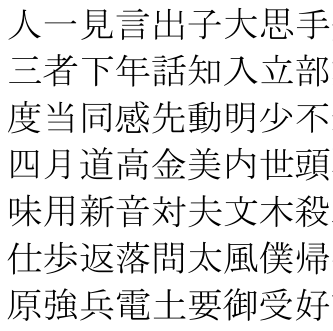 人一見言出子大思手
三者下年話知入立部
度当同感先動明少不
四月道高金美内世頭
味用新音対夫文木殺
仕歩返落問太風僕帰
原強兵電土要御受好